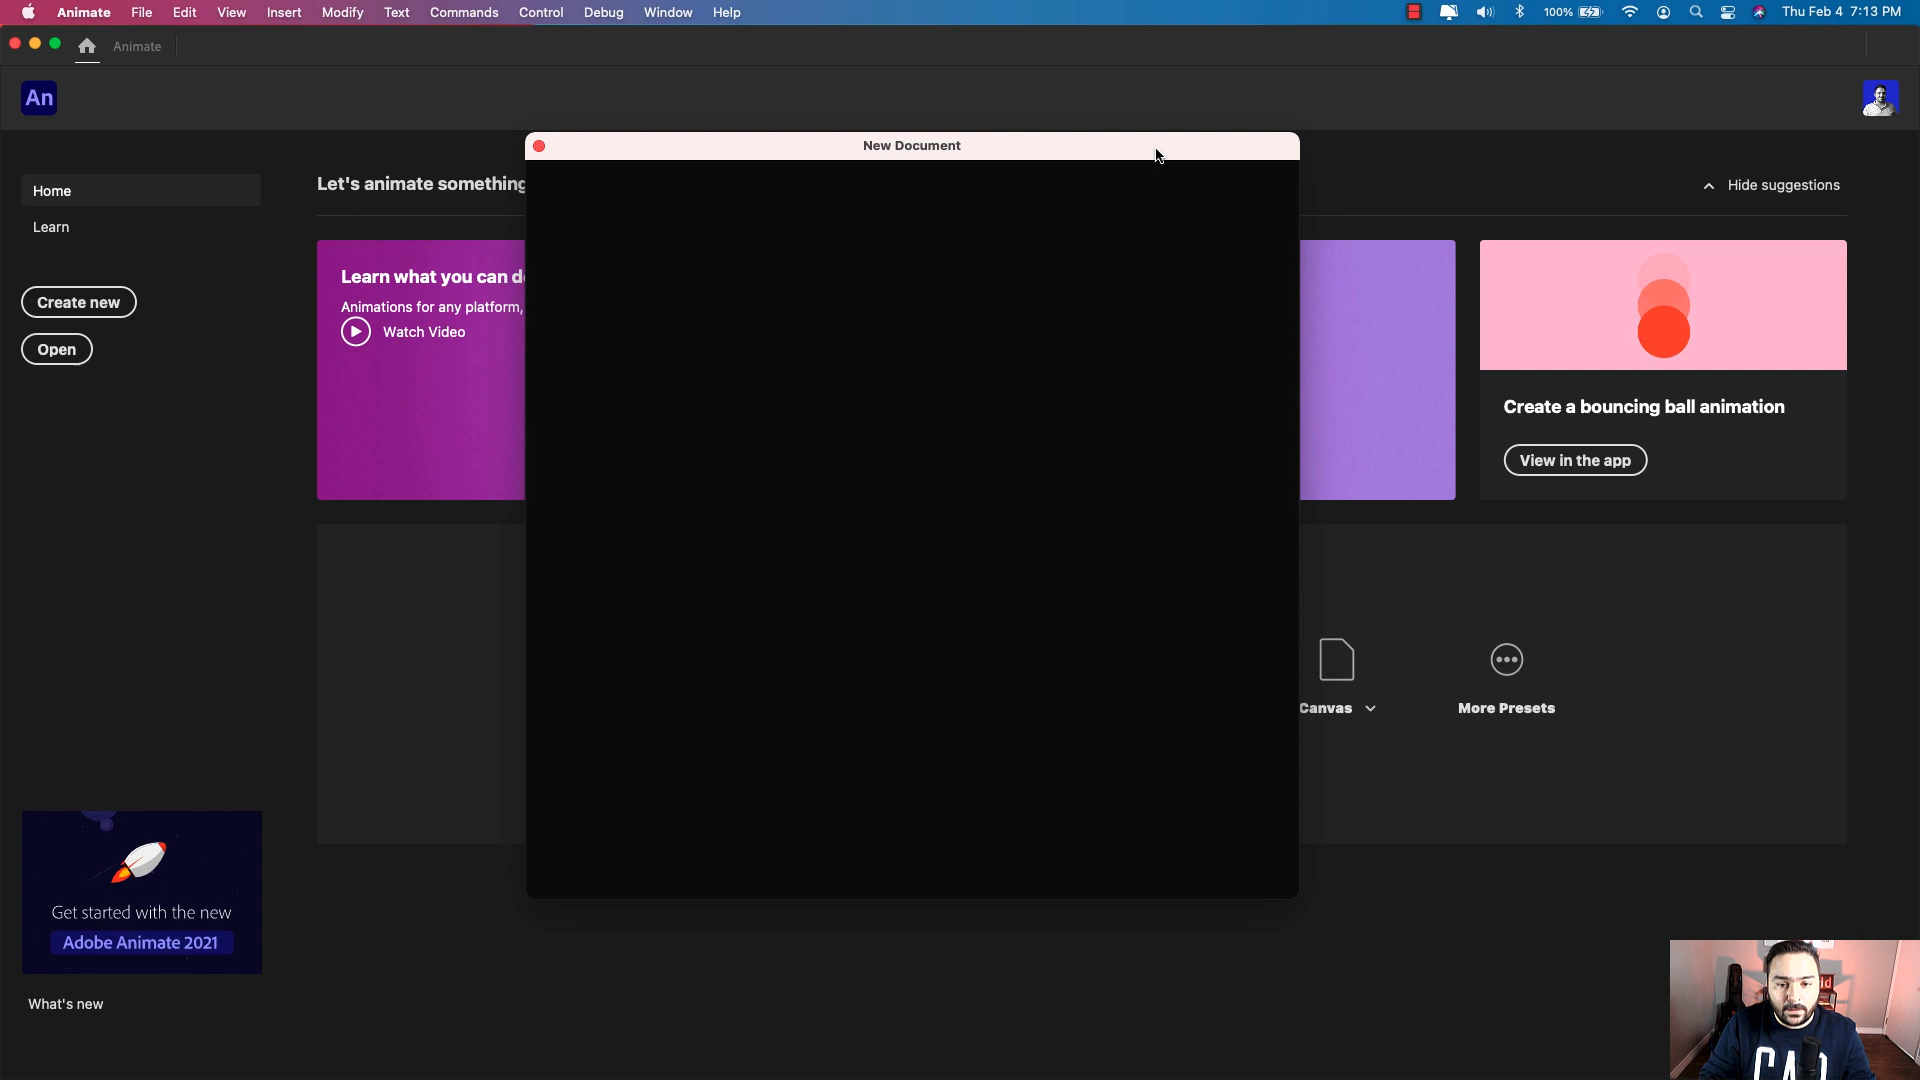 Animate File Edit View Insert Modify Text Commands Control Debug Window Help 100% Thu Feb 4 7:13 PM
Animate
An
New Document
Home
Let's animate something
Hide suggestions
Learn
Learn what you can d
Create new
Animations for any platform,
Watch Video
Open
Create a bouncing ball animation
View in the app
Canvas
More Presets
Get started with the new
Adobe Animate 2021
What's new